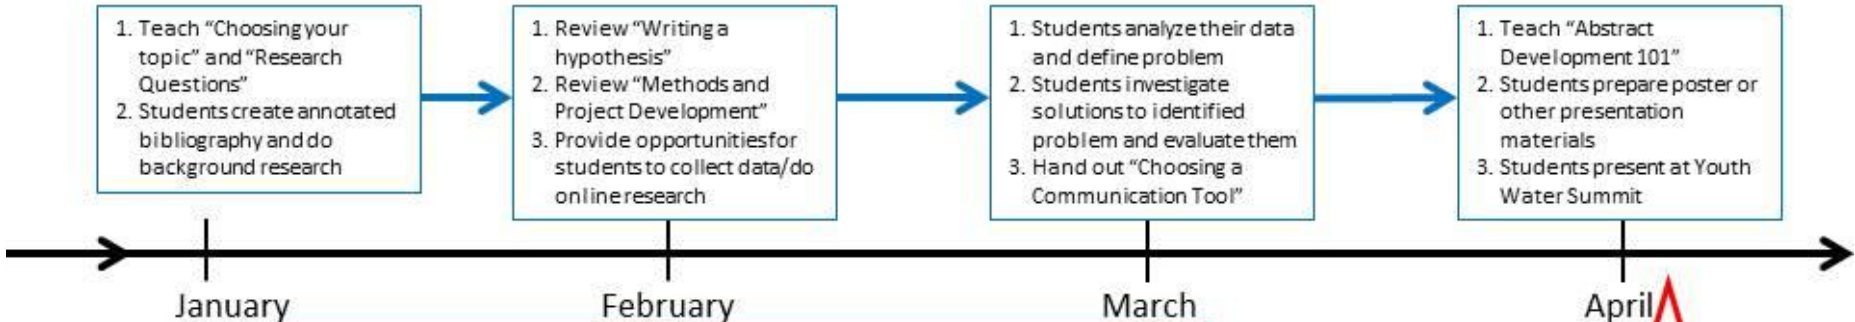 1. Teach “Choosing your
topic” and “Research
Questions”
2. Students create annotated
bibliography and do
background research
1. Review “Writing a
hypothesis”
2. Review “Methods and
Project Development”
3. Provide opportunities for
students to collect data/do
online research
1. Students analyze their data
and define problem
2. Students investigate
solutions to identified
problem and evaluate them
3. Hand out “Choosing a
Communication Tool”
1. Teach “Abstract
Development 101”
2. Students prepare poster or
other presentation
materials
3. Students present at Youth
Water Summit
January
February
March
April